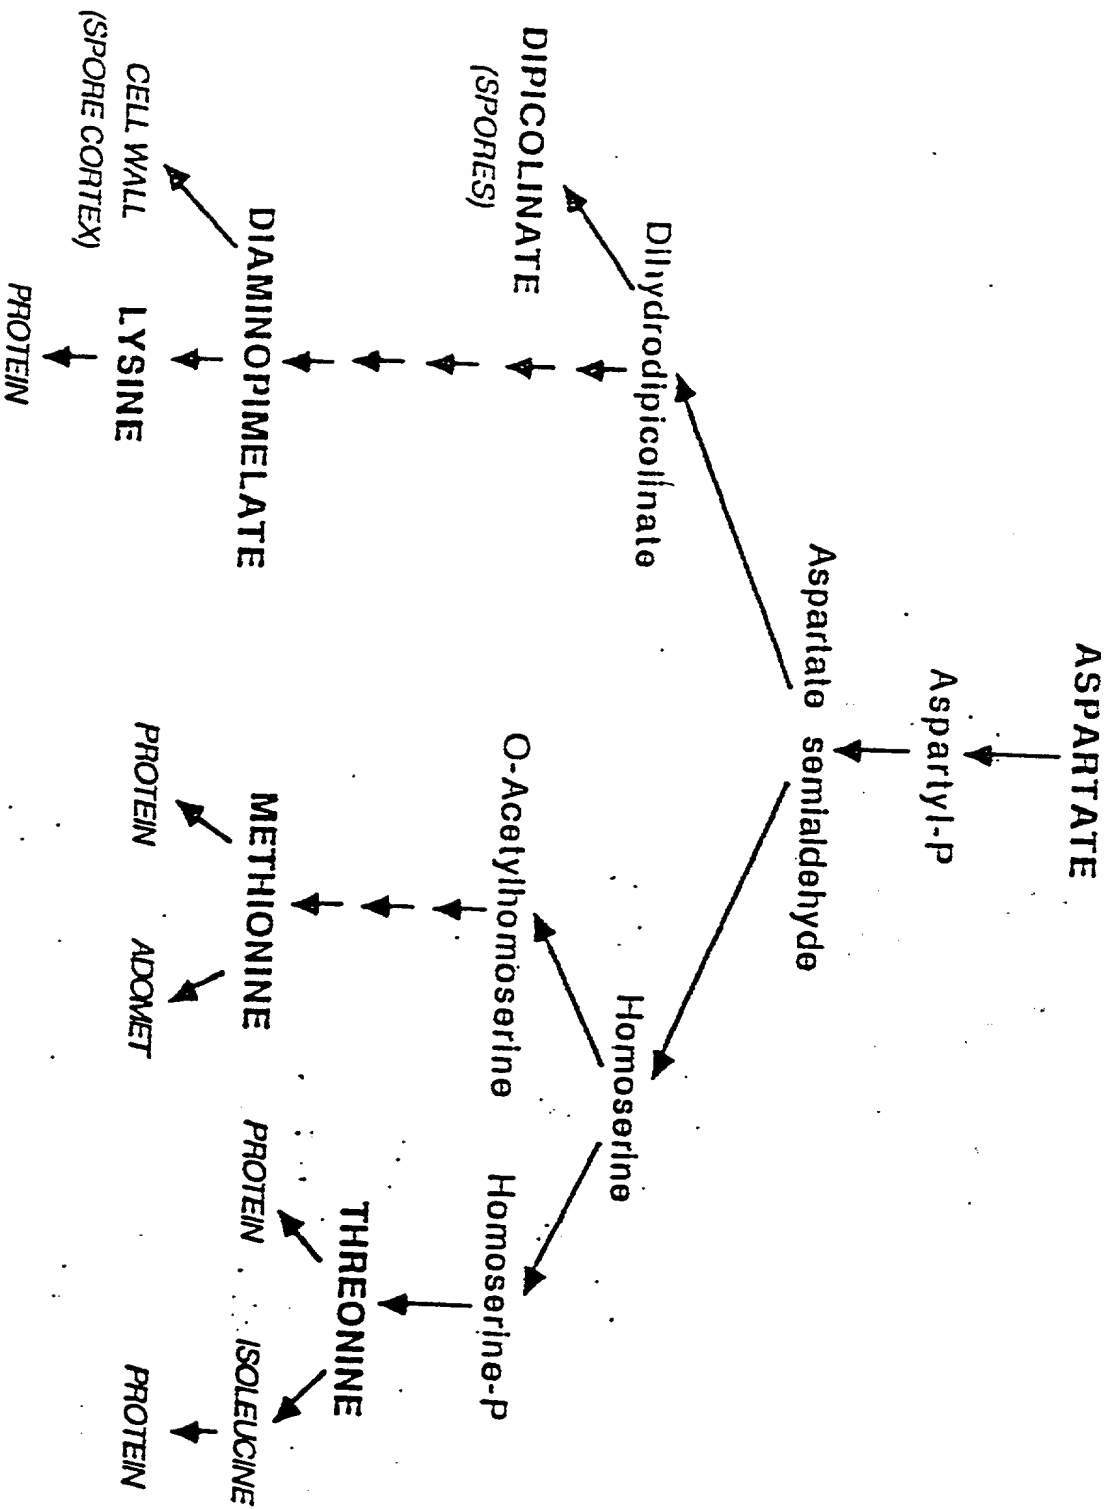 ASPARTATE
Aspartyl-P
Aspartate semialdehyde
Dihydrodipicolinate
Homoserine
DIPICOLINATE
(SPORES)
O-Acetylhomoserine
Homoserine-P
DIAMINOPIMELATE
METHIONINE
THREONINE
CELL WALL
(SPORE CORTEX)
LYSINE
PROTEIN
ADOMET
PROTEIN
ISOLEUCINE
PROTEIN
PROTEIN